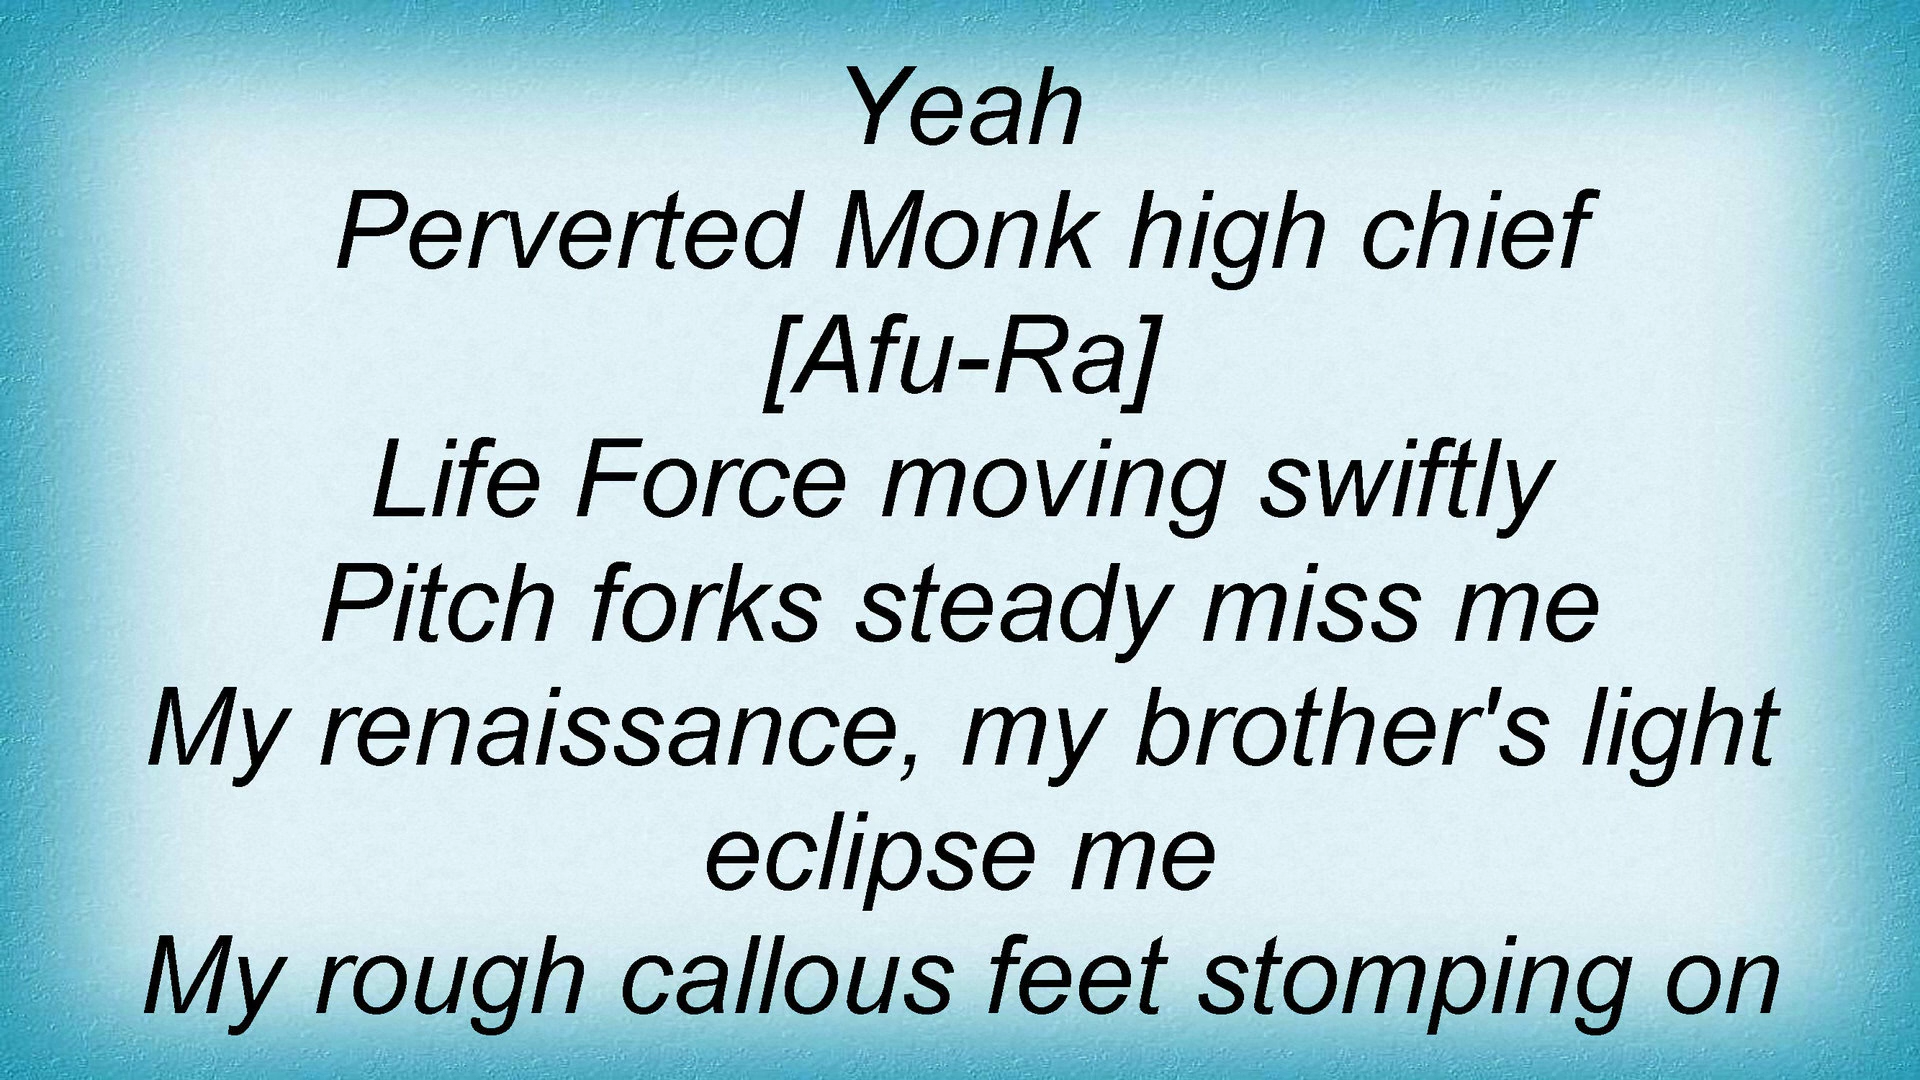 Yeah
Perverted Monk high chief
[Afu-Ra]
Life Force moving swiftly
Pitch forks steady miss me
My renaissance, my brother's light
eclipse me
My rough callous feet stomping on